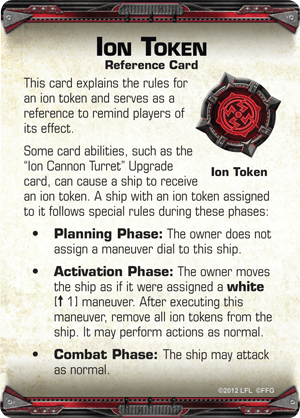 ION TOKEN
Reference Card
This card explains the rules for
an ion token and serves as a
reference to remind players of
its effect.
Ion Token
Some card abilities, such as the
“Ion Cannon Turret” Upgrade
card, can cause a ship to receive
an ion token. A ship with an ion token assigned
to it follows special rules during these phases:
• Planning Phase: The owner does not
assign a maneuver dial to this ship.
• Activation Phase: The owner moves
the ship as if it were assigned a white
[↑ 1] maneuver. After executing this
maneuver, remove all ion tokens from the
ship. It may perform actions as normal.
• Combat Phase: The ship may attack
as normal.
©2012 LFL ©FFG